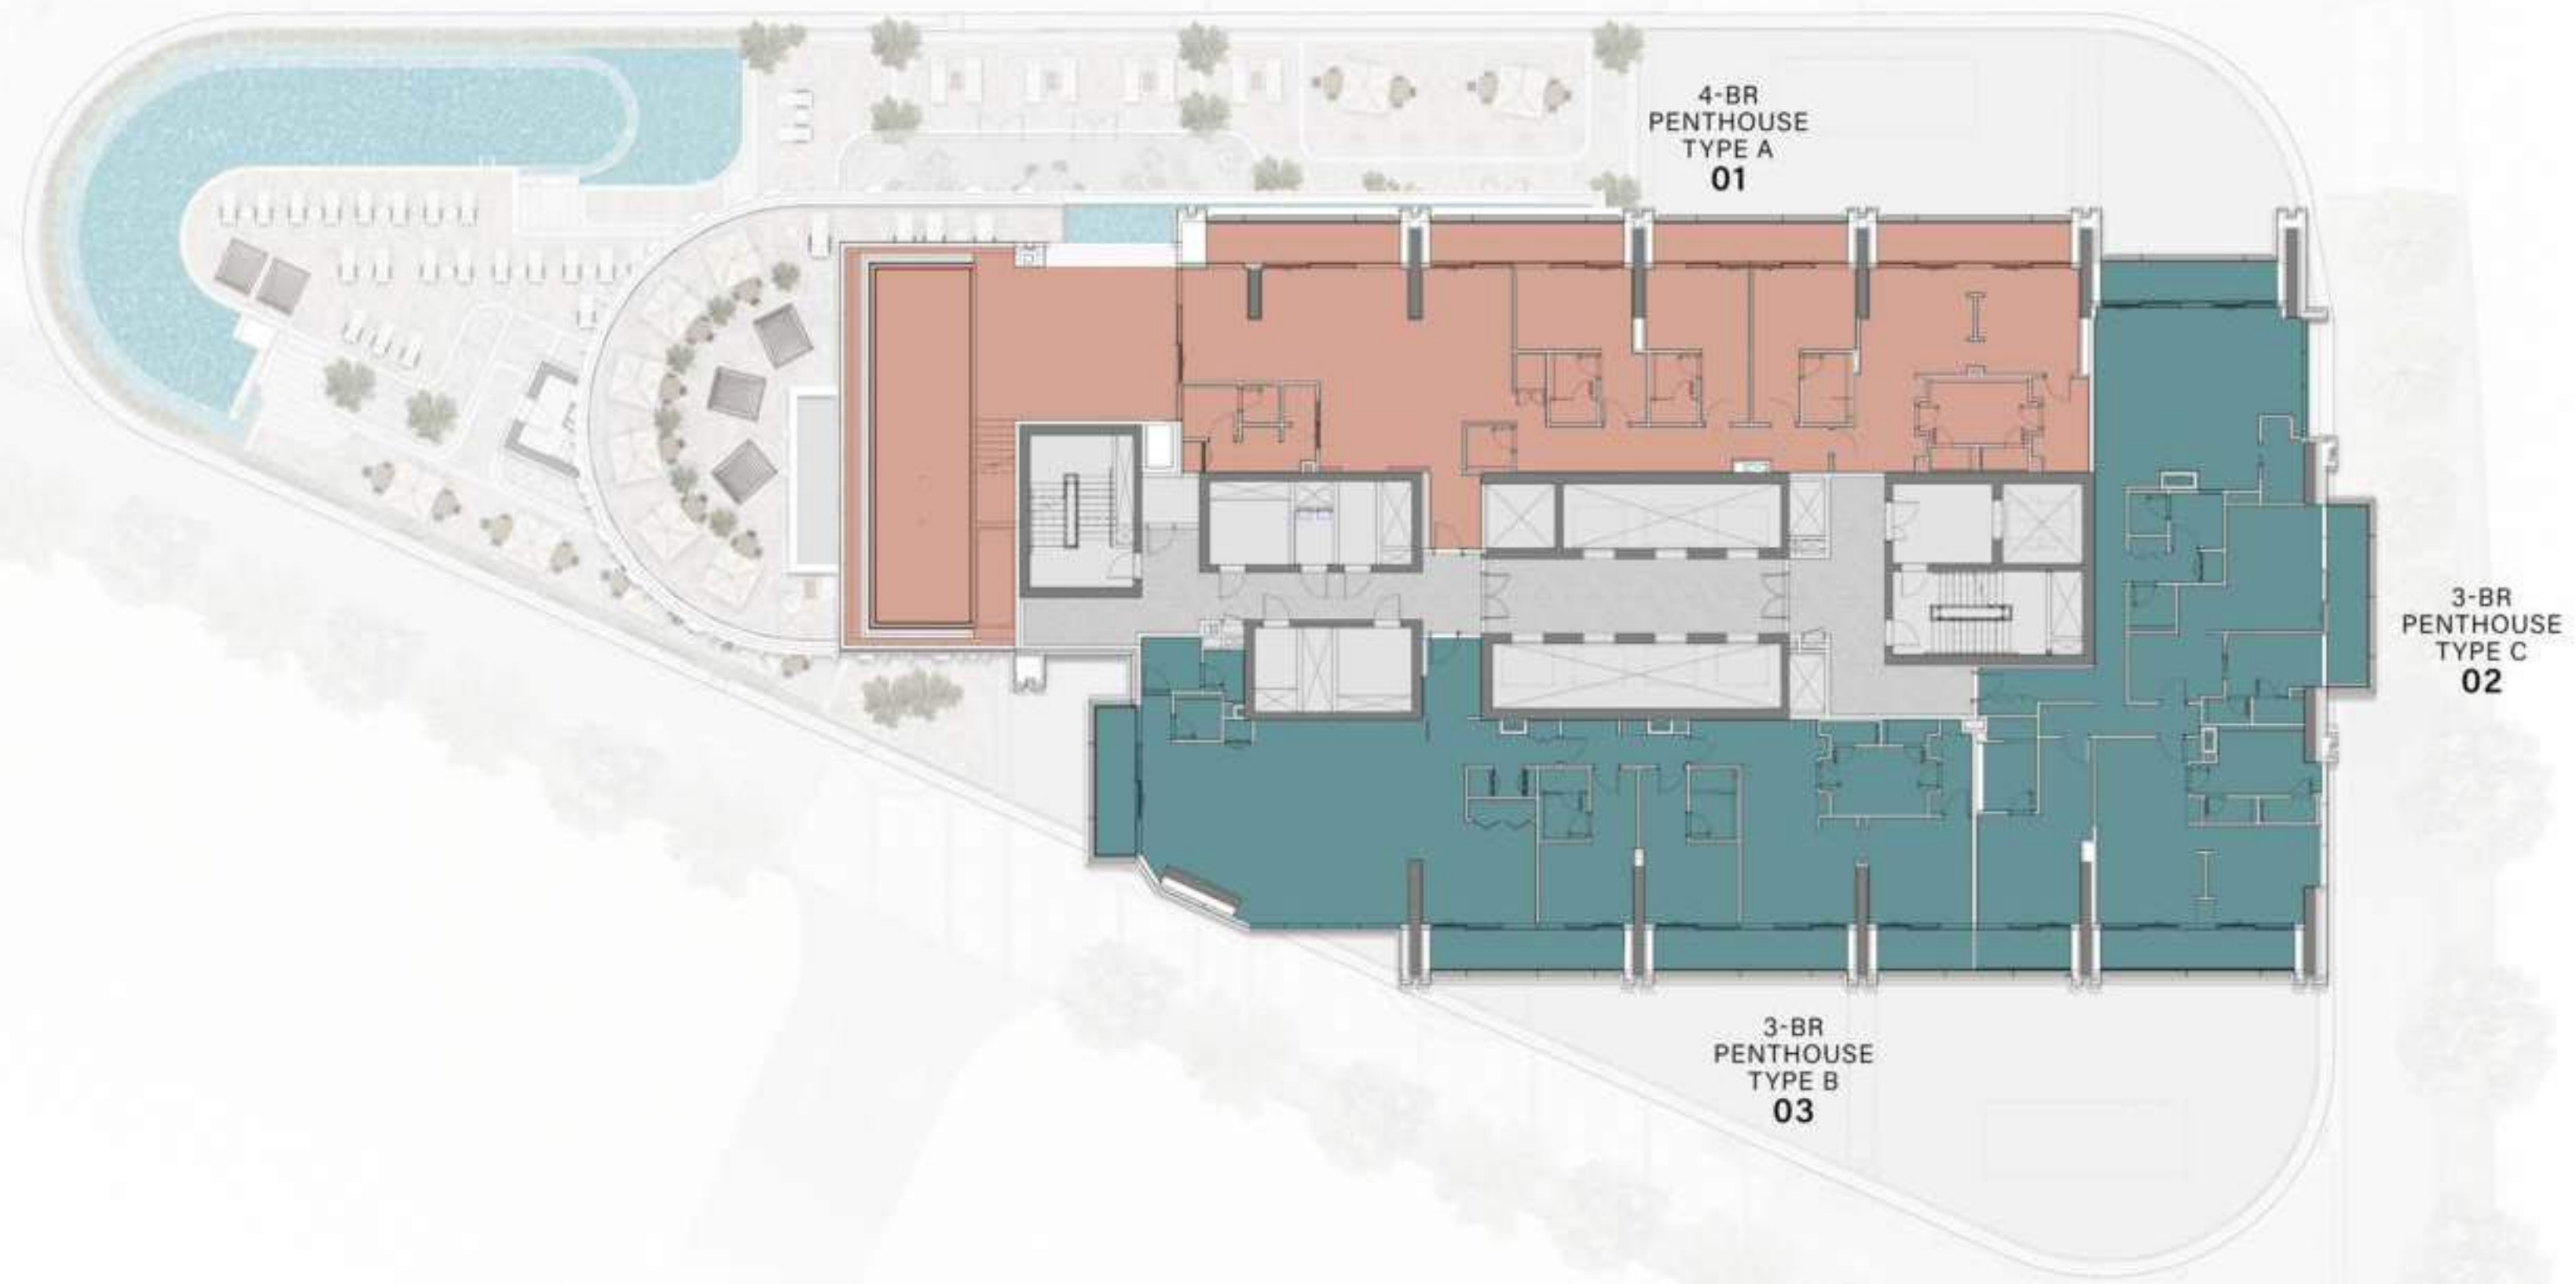 4-BR
PENTHOUSE
TYPE A
01
3-BR
PENTHOUSE
TYPE C
02
3-BR
PENTHOUSE
TYPE B
03